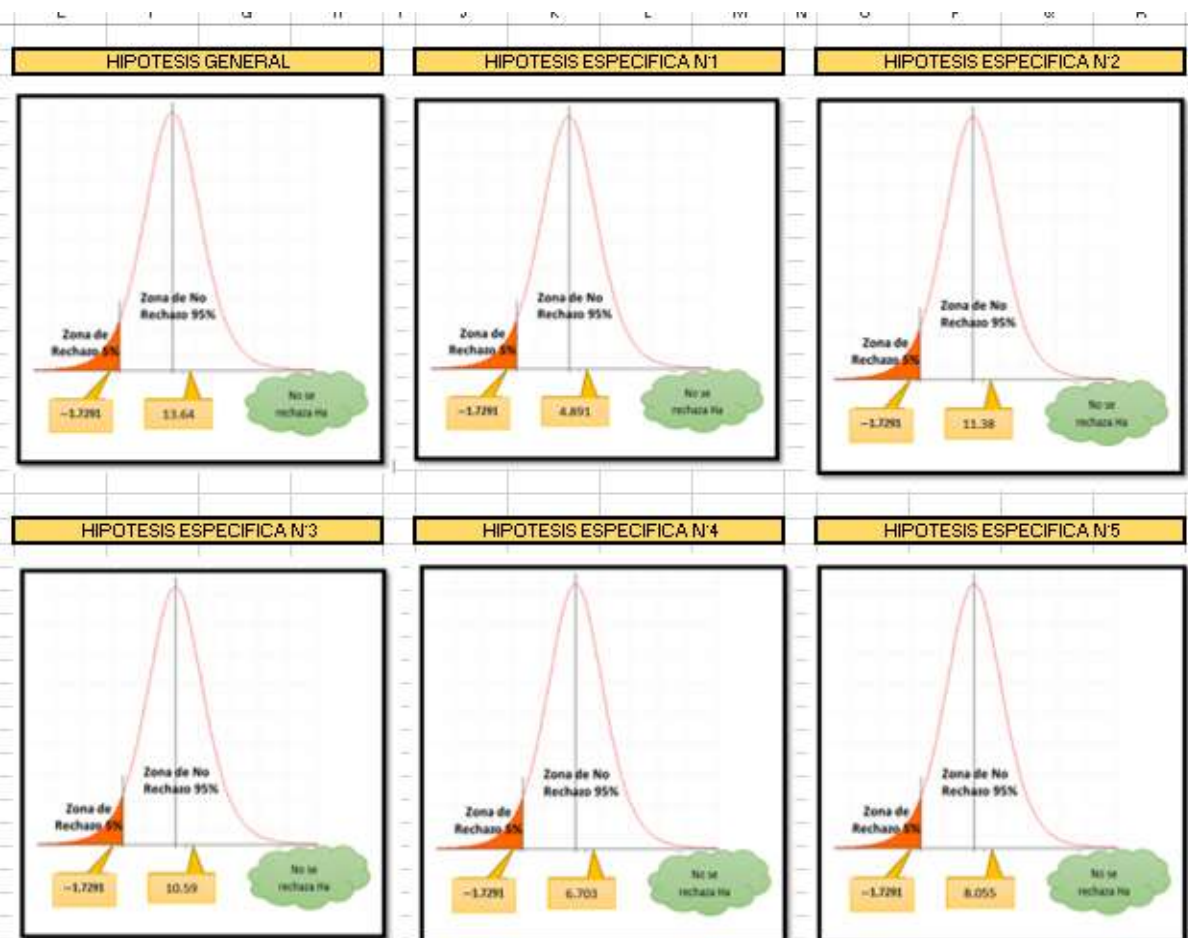 HIPOTESIS GENERAL
HIPOTESIS ESPECIFICA N°1
HIPOTESIS ESPECIFICA N°2
Zona de No
Rechazo 95%
Zona de
Rechazo 5%
−1.7291
13.64
No se
rechaza Ha
Zona de No
Rechazo 95%
Zona de
Rechazo 5%
−1.7291
4.891
No se
rechaza Ha
Zona de No
Rechazo 95%
Zona de
Rechazo 5%
−1.7291
11.38
No se
rechaza Ha
HIPOTESIS ESPECIFICA N°3
HIPOTESIS ESPECIFICA N°4
HIPOTESIS ESPECIFICA N°5
Zona de No
Rechazo 95%
Zona de
Rechazo 5%
−1.7291
10.59
No se
rechaza Ha
Zona de No
Rechazo 95%
Zona de
Rechazo 5%
−1.7291
6.703
No se
rechaza Ha
Zona de No
Rechazo 95%
Zona de
Rechazo 5%
−1.7291
8.055
No se
rechaza Ha